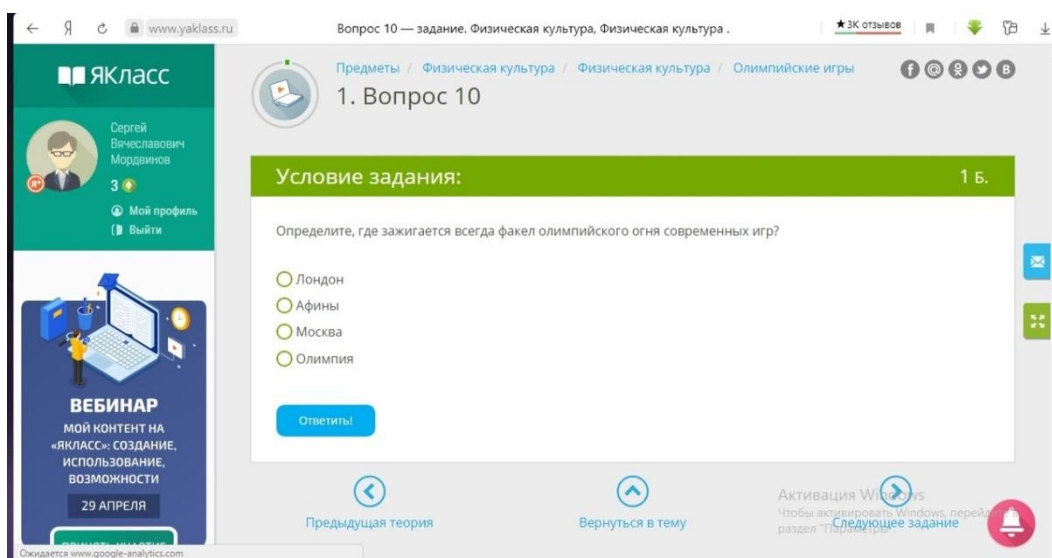 www.yaklass.ru
Вопрос 10 — задание. Физическая культура, Физическая культура .
★ 3К отзывов
ЯКласс
Сергей
Вячеславович
Мордвинов
3
Мой профиль
Выйти
Предметы / Физическая культура / Физическая культура / Олимпийские игры
1. Вопрос 10
Условие задания:
1 Б.
Определите, где зажигается всегда факел олимпийского огня современных игр?
Лондон
Афины
Москва
Олимпия
Ответить!
ВЕБИНАР
МОЙ КОНТЕНТ НА
«ЯКЛАСС»: СОЗДАНИЕ,
ИСПОЛЬЗОВАНИЕ,
ВОЗМОЖНОСТИ
29 АПРЕЛЯ
Предыдущая теория
Вернуться в тему
Следующее задание
Активация Windows
Чтобы активировать Windows,
раздел "Параметры".
Ожидается www.google-analytics.com